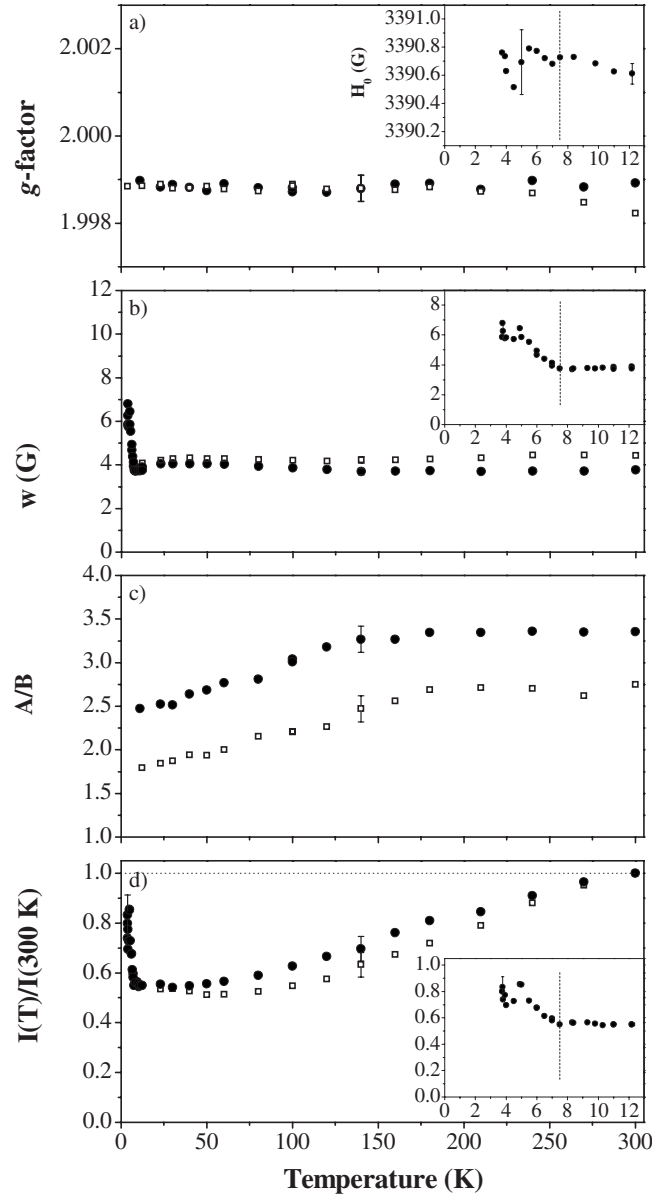 a)
2.002
2.000
1.998
g-factor
3391.0
3390.8
3390.6
3390.4
3390.2
H0 (G)
0 2 4 6 8 10 12
b)
12
10
8
6
4
2
0
w (G)
8
6
4
2
0
0 2 4 6 8 10 12
c)
4.0
3.5
3.0
2.5
2.0
1.5
1.0
A/B
d)
1.0
0.8
0.6
0.4
0.2
0.0
I(T)/I(300 K)
1.0
0.8
0.6
0.4
0.2
0.0
0 2 4 6 8 10 12
0 50 100 150 200 250 300
Temperature (K)